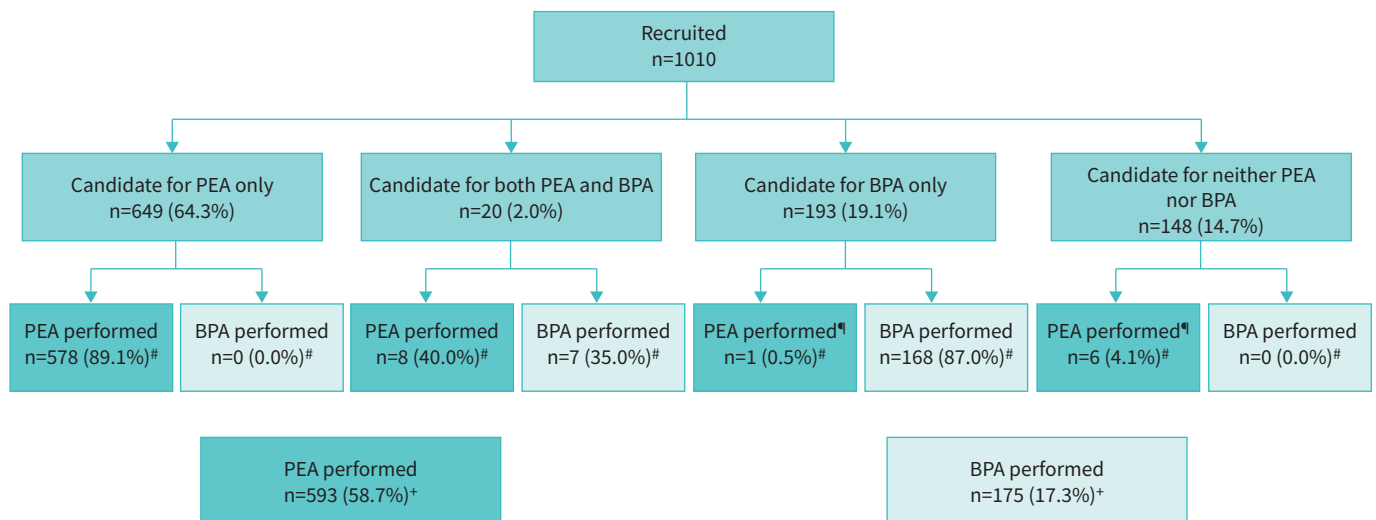 Recruited
n=1010
Candidate for PEA only
n=649 (64.3%)
Candidate for both PEA and BPA
n=20 (2.0%)
Candidate for BPA only
n=193 (19.1%)
Candidate for neither PEA
nor BPA
n=148 (14.7%)
PEA performed
n=578 (89.1%)#
BPA performed
n=0 (0.0%)#
PEA performed
n=8 (40.0%)#
BPA performed
n=7 (35.0%)#
PEA performed¶
n=1 (0.5%)#
BPA performed
n=168 (87.0%)#
PEA performed¶
n=6 (4.1%)#
BPA performed
n=0 (0.0%)#
PEA performed
n=593 (58.7%)+
BPA performed
n=175 (17.3%)+